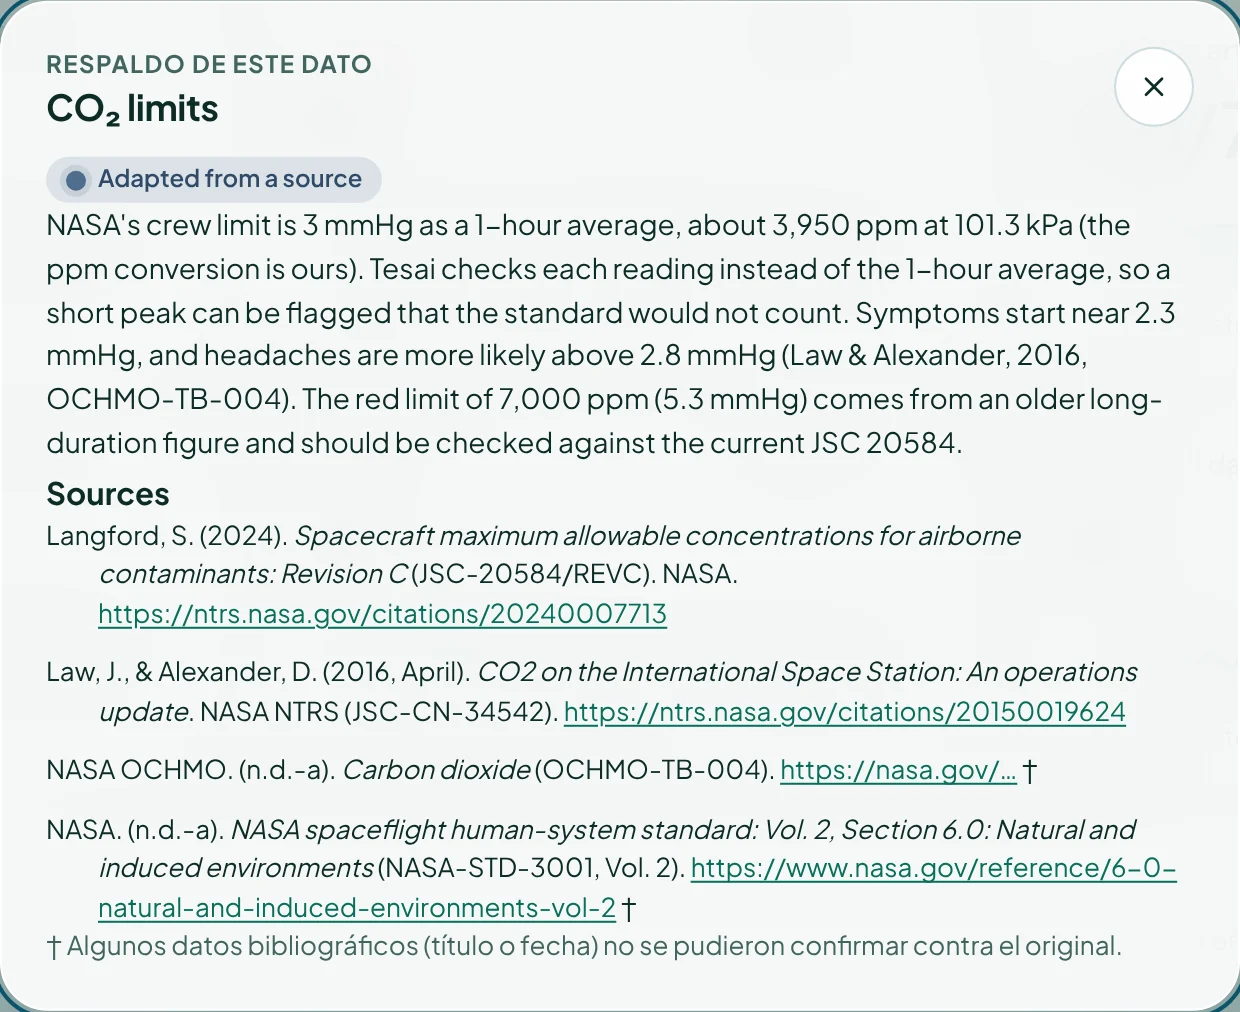 RESPALDO DE ESTE DATO
CO₂ limits
Adapted from a source
NASA's crew limit is 3 mmHg as a 1-hour average, about 3,950 ppm at 101.3 kPa (the
ppm conversion is ours). Tesai checks each reading instead of the 1-hour average, so a
short peak can be flagged that the standard would not count. Symptoms start near 2.3
mmHg, and headaches are more likely above 2.8 mmHg (Law & Alexander, 2016,
OCHMO-TB-004). The red limit of 7,000 ppm (5.3 mmHg) comes from an older long-
duration figure and should be checked against the current JSC 20584.
Sources
Langford, S. (2024). Spacecraft maximum allowable concentrations for airborne
contaminants: Revision C (JSC-20584/REVC). NASA.
https://ntrs.nasa.gov/citations/20240007713
Law, J., & Alexander, D. (2016, April). CO2 on the International Space Station: An operations
update. NASA NTRS (JSC-CN-34542). https://ntrs.nasa.gov/citations/20150019624
NASA OCHMO. (n.d.-a). Carbon dioxide (OCHMO-TB-004). https://nasa.gov/… †
NASA. (n.d.-a). NASA spaceflight human-system standard: Vol. 2, Section 6.0: Natural and
induced environments (NASA-STD-3001, Vol. 2). https://www.nasa.gov/reference/6-0-
natural-and-induced-environments-vol-2 †
† Algunos datos bibliográficos (título o fecha) no se pudieron confirmar contra el original.